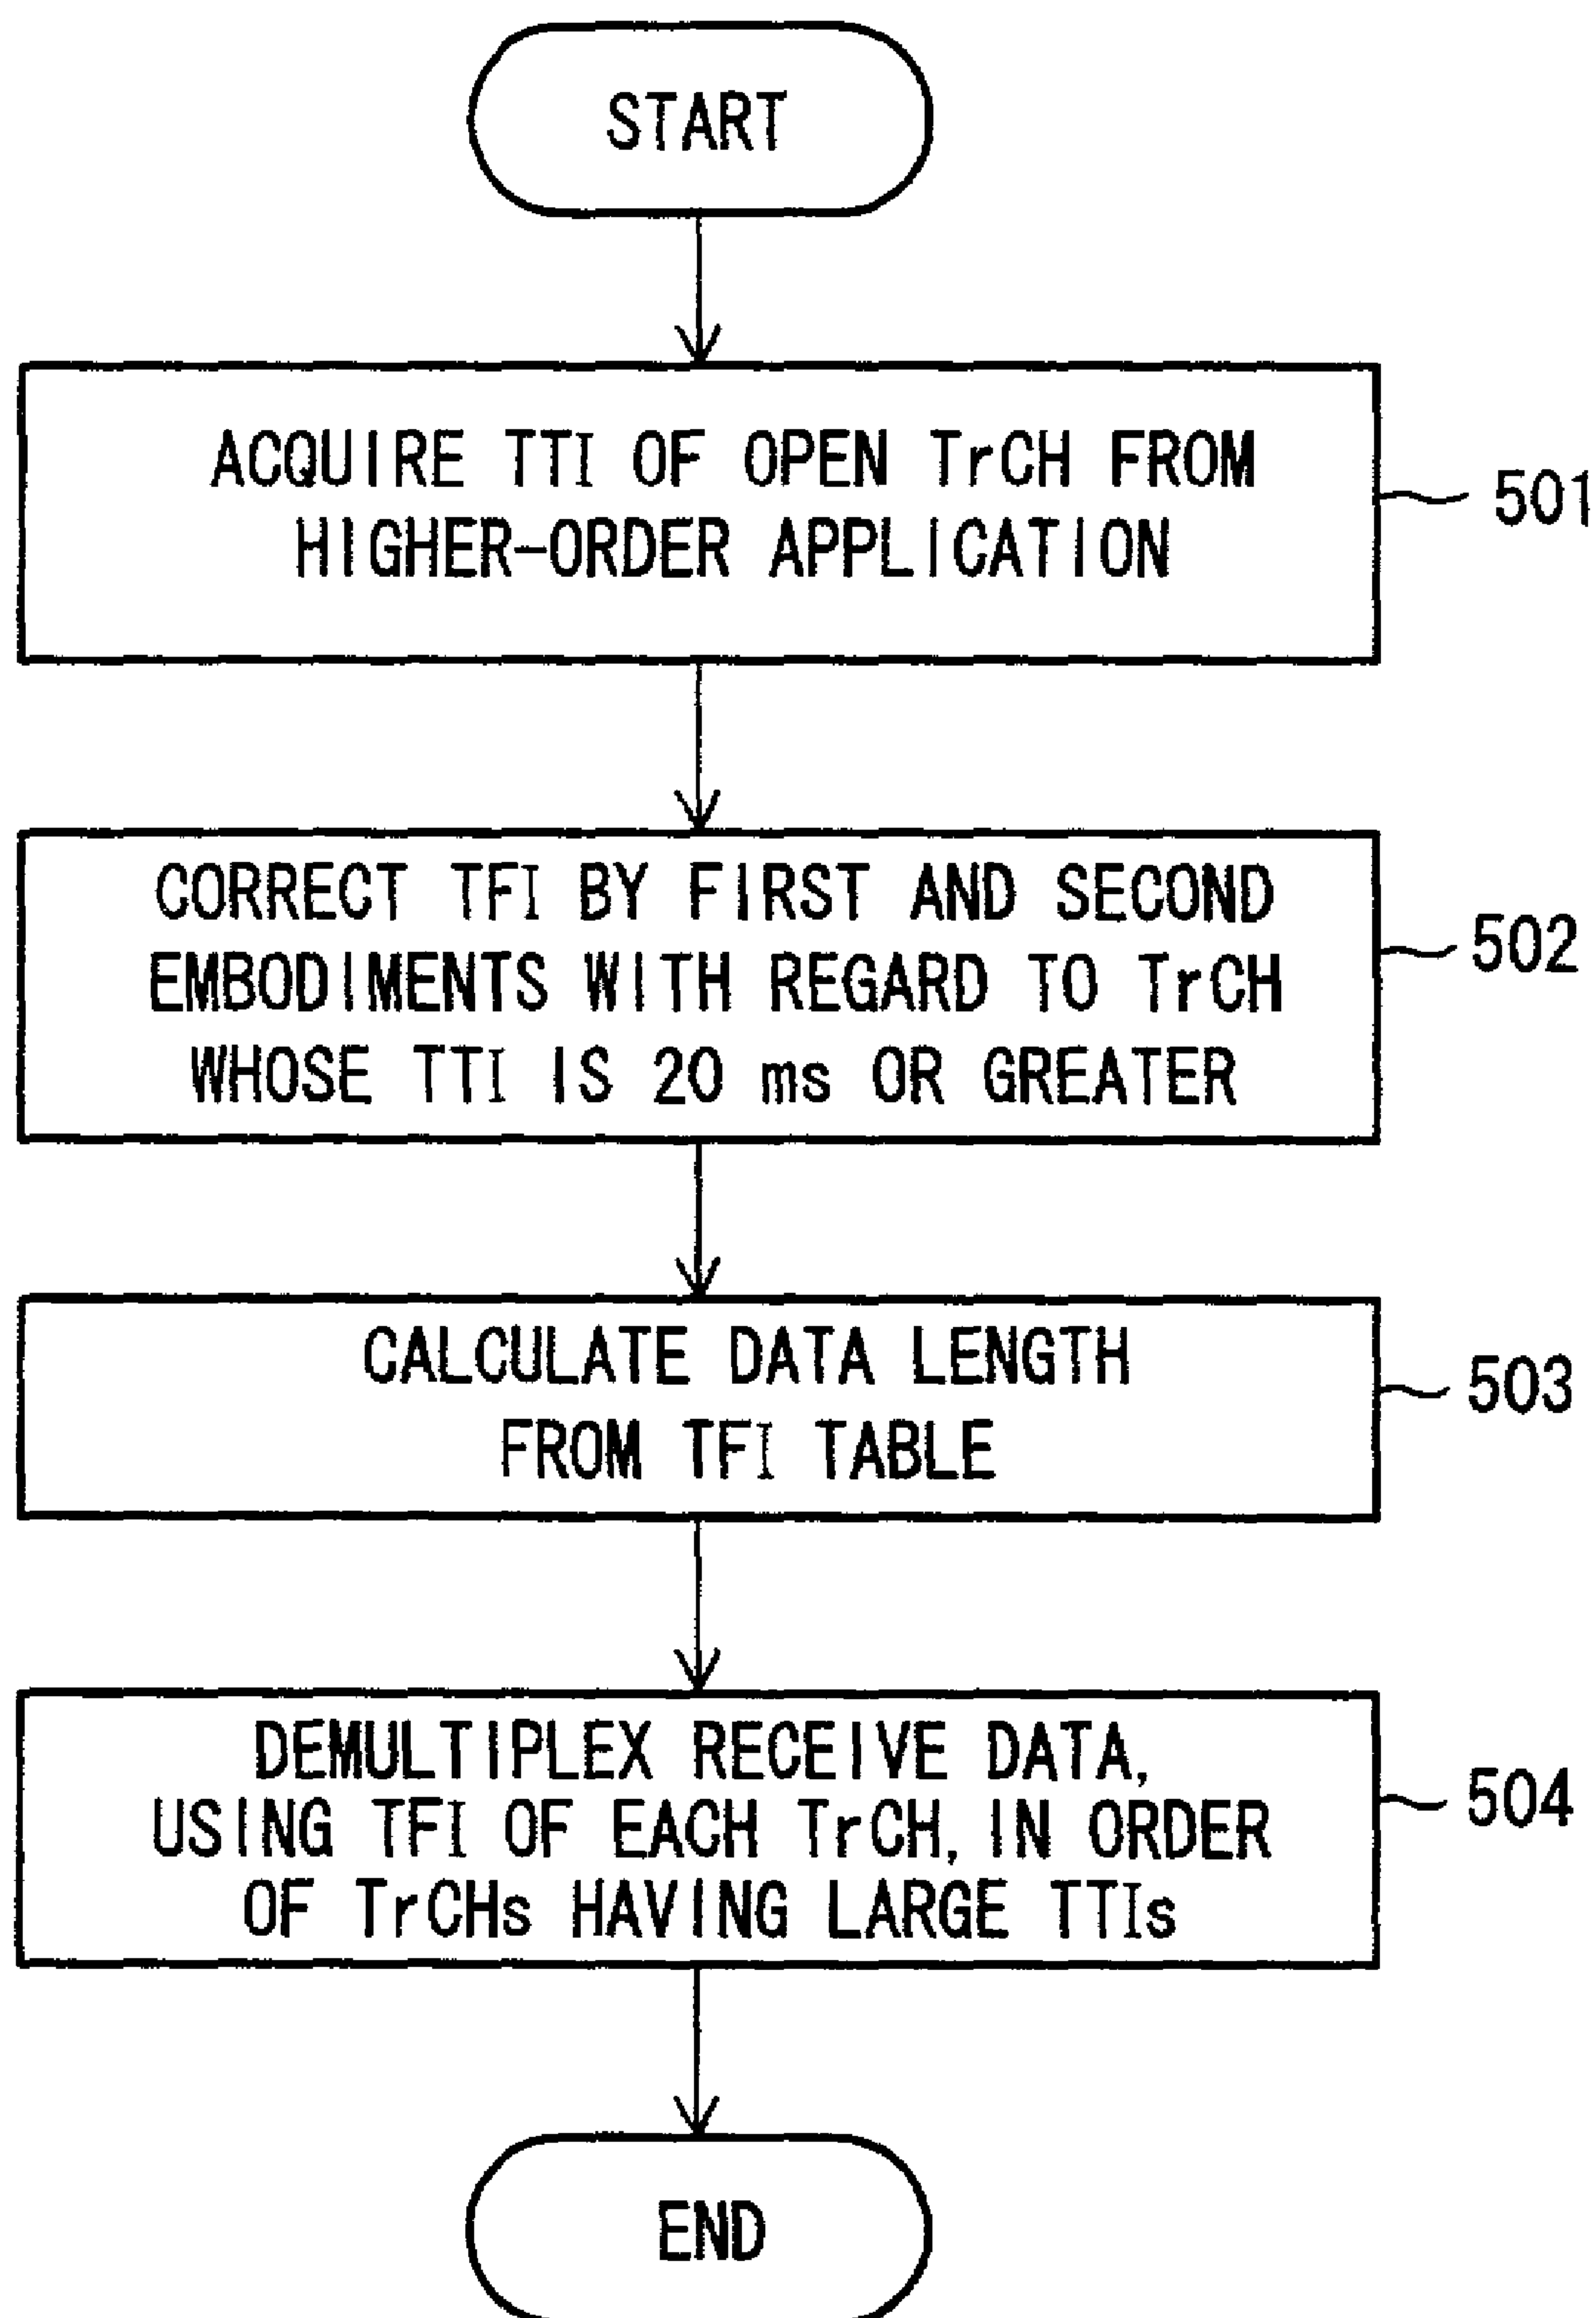 START
ACQUIRE TTI OF OPEN TrCH FROM
HIGHER-ORDER APPLICATION
501
CORRECT TFI BY FIRST AND SECOND
EMBODIMENTS WITH REGARD TO TrCH
WHOSE TTI IS 20 ms OR GREATER
502
CALCULATE DATA LENGTH
FROM TFI TABLE
503
DEMULTIPLEX RECEIVE DATA,
USING TFI OF EACH TrCH, IN ORDER
OF TrCHs HAVING LARGE TTIs
504
END